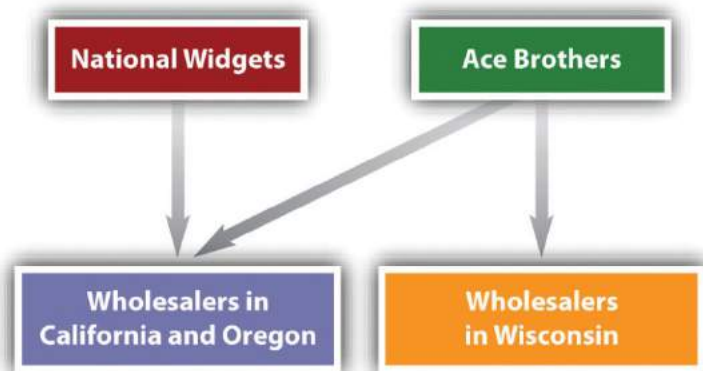 National Widgets
Ace Brothers
Wholesalers in
California and Oregon
Wholesalers
in Wisconsin